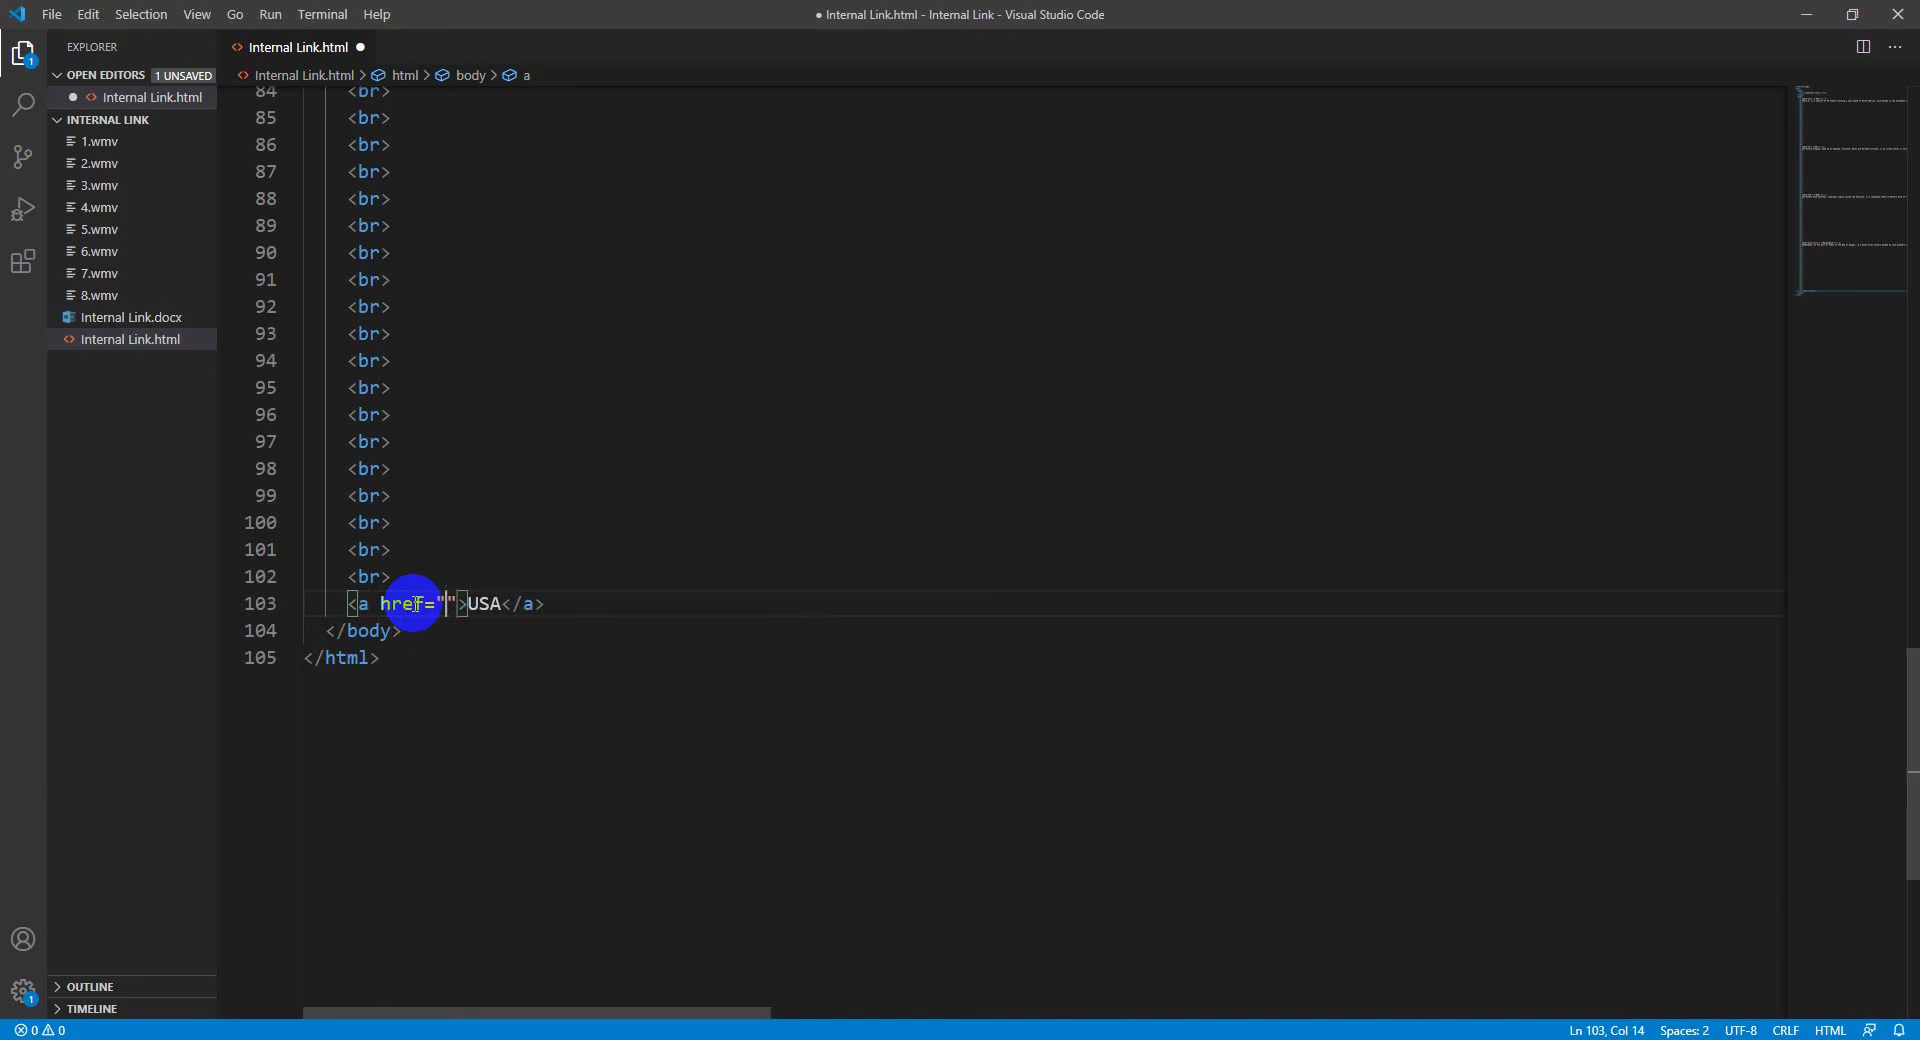 File Edit Selection View Go Run Terminal Help
● Internal Link.html - Internal Link - Visual Studio Code
EXPLORER
OPEN EDITORS 1 UNSAVED
Internal Link.html
INTERNAL LINK
1.wmv
2.wmv
3.wmv
4.wmv
5.wmv
6.wmv
7.wmv
8.wmv
Internal Link.docx
Internal Link.html
OUTLINE
TIMELINE
Internal Link.html
Internal Link.html > html > body > a
84 <br>
85 <br>
86 <br>
87 <br>
88 <br>
89 <br>
90 <br>
91 <br>
92 <br>
93 <br>
94 <br>
95 <br>
96 <br>
97 <br>
98 <br>
99 <br>
100 <br>
101 <br>
102 <br>
103 <a href="">USA</a>
104 </body>
105 </html>
1
1
0 0
Ln 103, Col 14 Spaces: 2 UTF-8 CRLF HTML